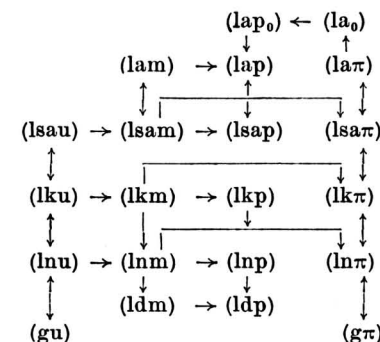 (lap₀) ← (la₀)
(lam) → (lap) (laπ)
(lsau) → (lsam) → (lsap) (lsaπ)
(lku) → (lkm) → (lkp) (lkπ)
(lnu) → (lnm) → (lnp) (lnπ)
(ldm) → (ldp)
(gu) (gπ)